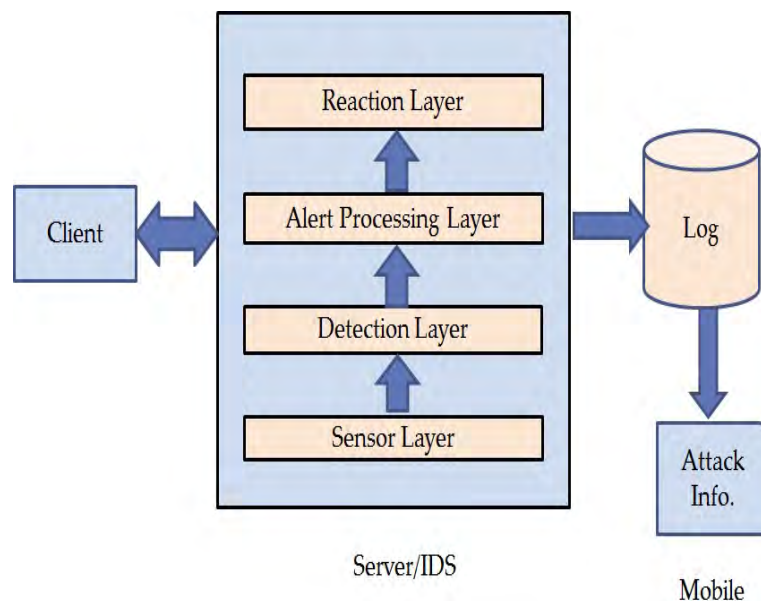 Reaction Layer
Alert Processing Layer
Client
Log
Detection Layer
Sensor Layer
Attack
Info.
Server/IDS
Mobile